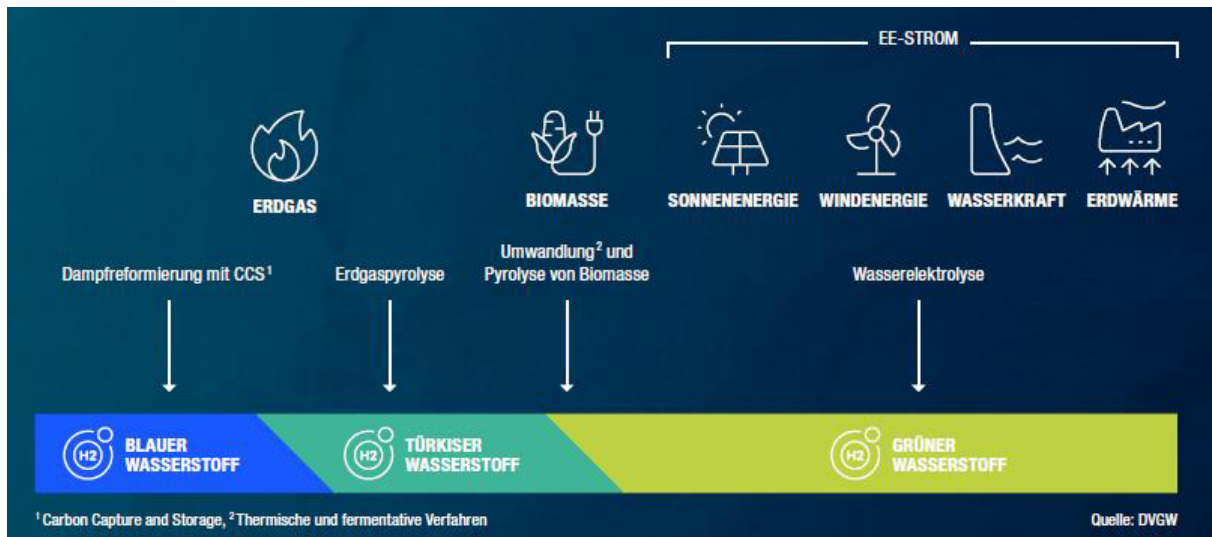 EE-STROM
ERDGAS
BIOMASSE
SONNENENERGIE
WINDENERGIE
WASSERKRAFT
ERDWÄRME
Dampfreformierung mit CCS¹
Erdgaspyrolyse
Umwandlung² und
Pyrolyse von Biomasse
Wasserelektrolyse
H2
BLAUER
WASSERSTOFF
H2
TÜRKISER
WASSERSTOFF
H2
GRÜNER
WASSERSTOFF
¹ Carbon Capture and Storage, ² Thermische und fermentative Verfahren
Quelle: DVGW